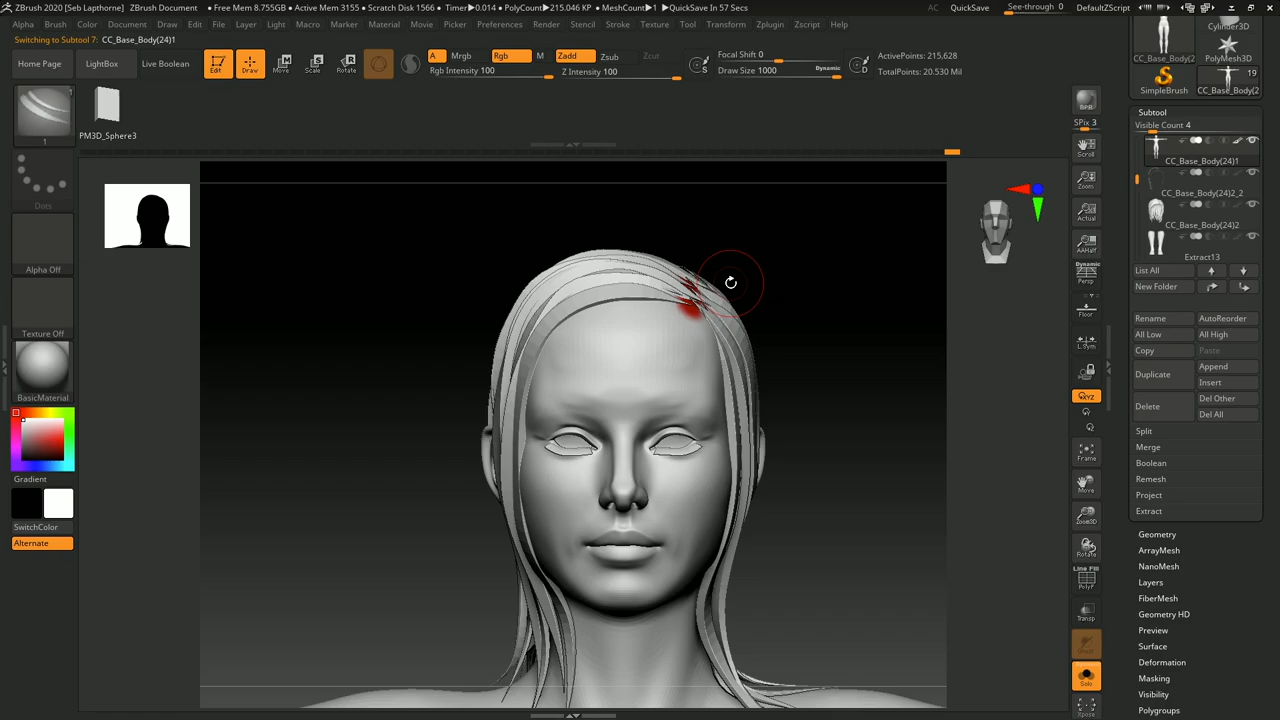 ZBrush 2020 [Seb Lapthorne] ZBrush Document • Free Mem 8.755GB • Active Mem 3155 • Scratch Disk 1566 • Timer▸0.014 • PolyCount▸215.046 KP • MeshCount▸1 ▸QuickSave In 57 Secs
AC QuickSave See-through 0 Menus DefaultZScript
Alpha Brush Color Document Draw Edit File Layer Light Macro Marker Material Movie Picker Preferences Render Stencil Stroke Texture Tool Transform Zplugin Zscript Help
Switching to Subtool 7: CC_Base_Body(24)1
Home Page
LightBox
Live Boolean
Edit
Draw
Move
Scale
Rotate
A Mrgb Rgb M Zadd Zsub Zcut
Rgb Intensity 100
Z Intensity 100
S
Focal Shift 0
Draw Size 1000 Dynamic
D
ActivePoints: 215,628
TotalPoints: 20.530 Mil
1
PM3D_Sphere3
Dots
Alpha Off
Texture Off
BasicMaterial
Gradient
SwitchColor
Alternate
BPR
SPix 3
Scroll
Zoom
Actual
AAHalf
Dynamic
Persp
Floor
L.Sym
XYZ
Frame
Move
Zoom3D
Rotate
Line Fill
PolyF
Transp
Ghost
Dynamic
Solo
Xpose
Cylinder3D
CC_Base_Body(2
PolyMesh3D
19
SimpleBrush
CC_Base_Body(2
Subtool
Visible Count 4
CC_Base_Body(24)1
CC_Base_Body(24)2_2
CC_Base_Body(24)2
Extract13
List All
New Folder
Rename AutoReorder
All Low All High
Copy Paste
Duplicate Append
Insert
Delete Del Other
Del All
Split
Merge
Boolean
Remesh
Project
Extract
Geometry
ArrayMesh
NanoMesh
Layers
FiberMesh
Geometry HD
Preview
Surface
Deformation
Masking
Visibility
Polygroups